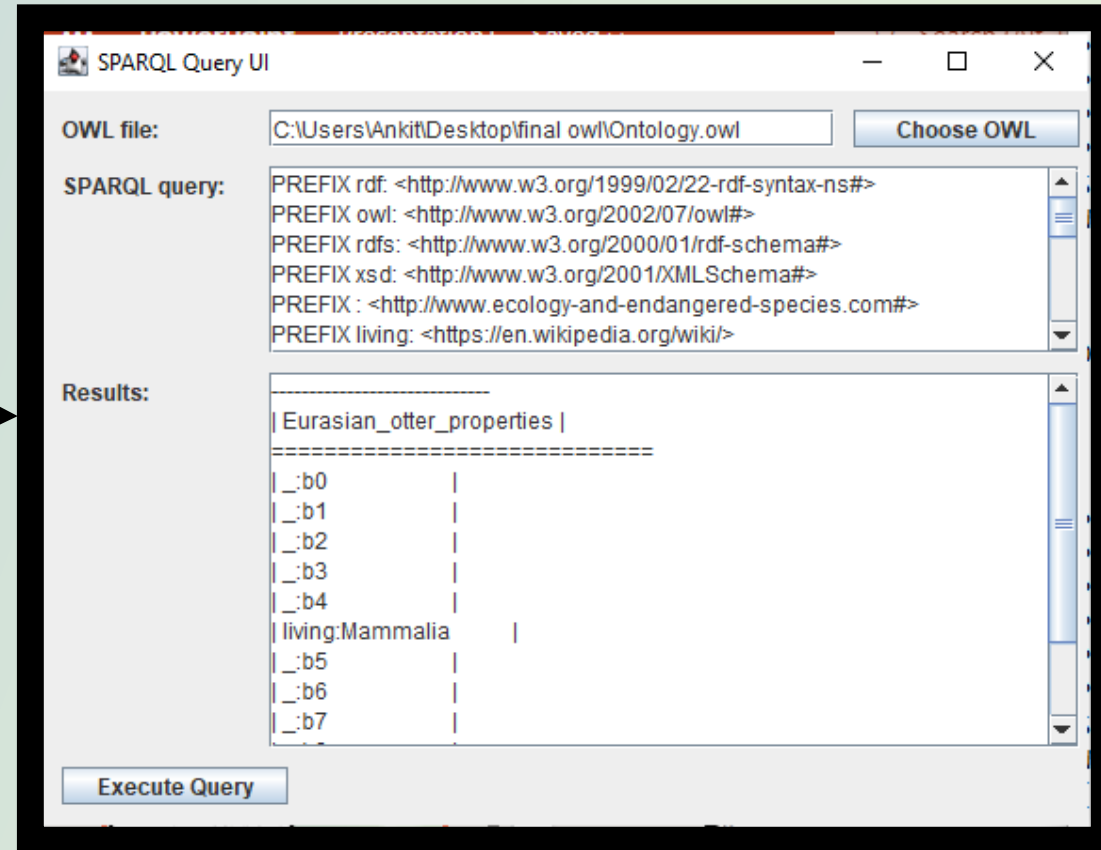 SPARQL Query UI
OWL file:
C:\Users\Ankit\Desktop\final owl\Ontology.owl
Choose OWL
SPARQL query:
PREFIX rdf: <http://www.w3.org/1999/02/22-rdf-syntax-ns#>
PREFIX owl: <http://www.w3.org/2002/07/owl#>
PREFIX rdfs: <http://www.w3.org/2000/01/rdf-schema#>
PREFIX xsd: <http://www.w3.org/2001/XMLSchema#>
PREFIX : <http://www.ecology-and-endangered-species.com#>
PREFIX living: <https://en.wikipedia.org/wiki/>
Results:
-----------------------------
| Eurasian_otter_properties |
=============================
| _:b0 |
| _:b1 |
| _:b2 |
| _:b3 |
| _:b4 |
| living:Mammalia |
| _:b5 |
| _:b6 |
| _:b7 |
Execute Query